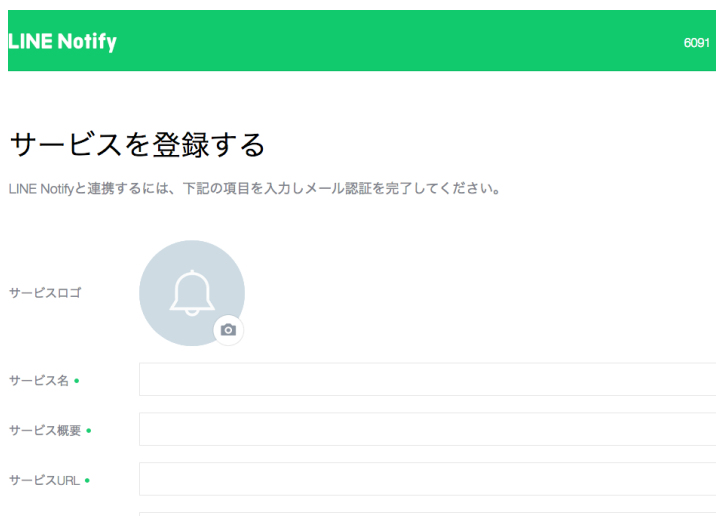 LINE Notify
6091
サービスを登録する
LINE Notifyと連携するには、下記の項目を入力しメール認証を完了してください。
サービスロゴ
サービス名
サービス概要
サービスURL